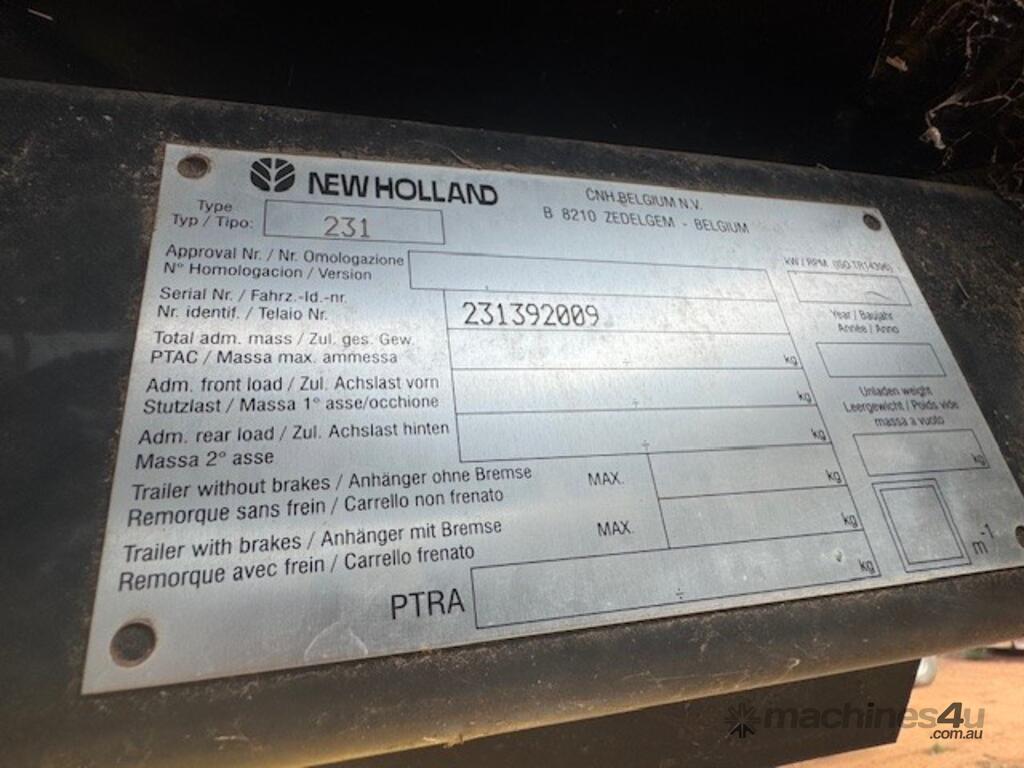 NEW HOLLAND
CNH BELGIUM N.V.
B 8210 ZEDELGEM - BELGIUM
Type
Typ / Tipo:
231
Approval Nr. / Nr. Omologazione
N° Homologacion / Version
kW / RPM (ISO TR14396)
Serial Nr. / Fahrz.-Id.-nr.
Nr. identif. / Telaio Nr.
231392009
Year / Baujahr
Année / Anno
Total adm. mass / Zul. ges. Gew.
PTAC / Massa max. ammessa
kg
Adm. front load / Zul. Achslast vorn
Stutzlast / Massa 1° asse/occhione
÷ kg
Unladen weight
Leergewicht / Poids vide
massa a vuoto
kg
Adm. rear load / Zul. Achslast hinten
Massa 2° asse
÷ kg
Trailer without brakes / Anhänger ohne Bremse
Remorque sans frein / Carrello non frenato
MAX.
kg
Trailer with brakes / Anhänger mit Bremse
Remorque avec frein / Carrello frenato
MAX.
kg
m-1
PTRA
÷ kg
machines4u
.com.au